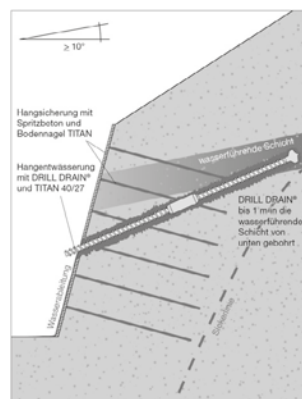 ≥ 10°
Hangsicherung mit
Spritzbeton und
Bodennagel TITAN
wasserführende Schicht
Hangentwässerung
mit DRILL DRAIN®
und TITAN 40/27
DRILL DRAIN®
bis 1 m in die
wasserführende
Schicht von
unten gebohrt
Wasserableitung
Gleitlinie